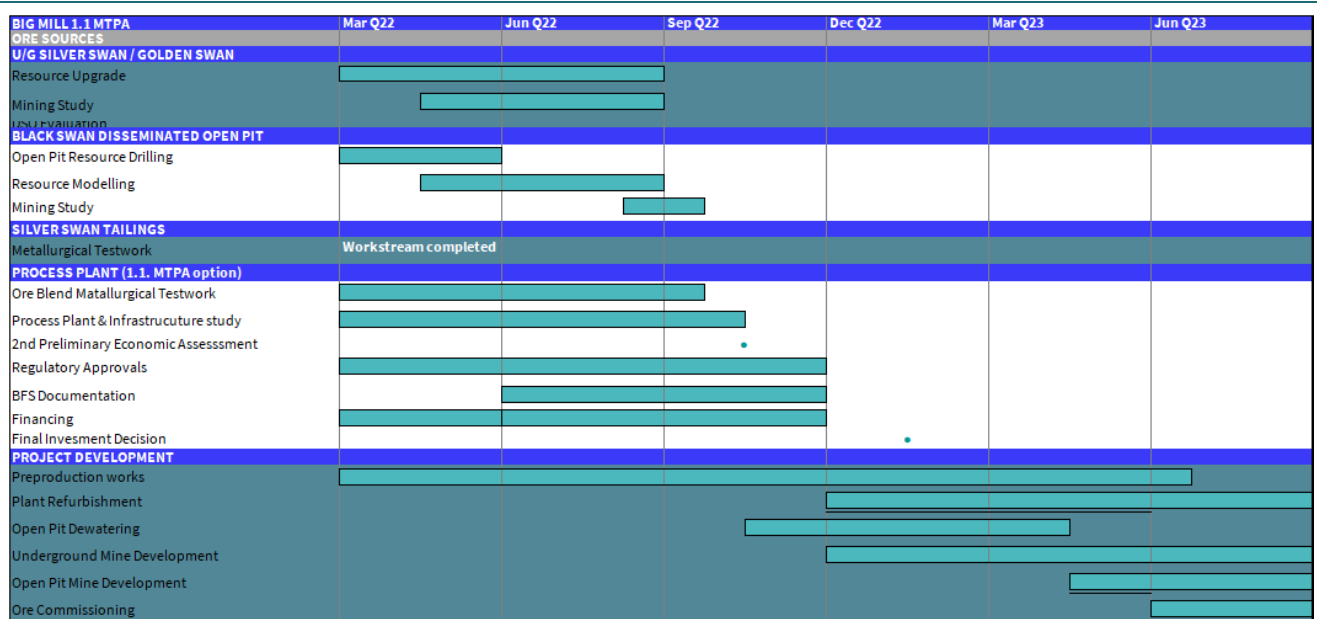 BIG MILL 1.1 MTPA Mar Q22 Jun Q22 Sep Q22 Dec Q22 Mar Q23 Jun Q23
ORE SOURCES
U/G SILVER SWAN / GOLDEN SWAN
Resource Upgrade
Mining Study
DSO Evaluation
BLACK SWAN DISSEMINATED OPEN PIT
Open Pit Resource Drilling
Resource Modelling
Mining Study
SILVER SWAN TAILINGS
Metallurgical Testwork Workstream completed
PROCESS PLANT (1.1. MTPA option)
Ore Blend Matallurgical Testwork
Process Plant & Infrastrucuture study
2nd Preliminary Economic Assesssment
Regulatory Approvals
BFS Documentation
Financing
Final Invesment Decision
PROJECT DEVELOPMENT
Preproduction works
Plant Refurbishment
Open Pit Dewatering
Underground Mine Development
Open Pit Mine Development
Ore Commissioning